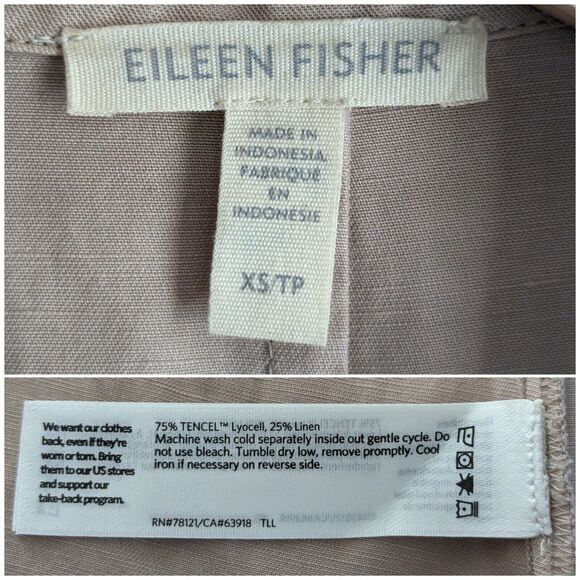 EILEEN FISHER
MADE IN
INDONESIA
FABRIQUÉ
EN
INDONESIE
XS/TP
We want our clothes
back, even if they're
worn or torn. Bring
them to our US stores
and support our
take-back program.
75% TENCEL™ Lyocell, 25% Linen
Machine wash cold separately inside out gentle cycle. Do
not use bleach. Tumble dry low, remove promptly. Cool
iron if necessary on reverse side.
RN#78121/CA#63918 TLL